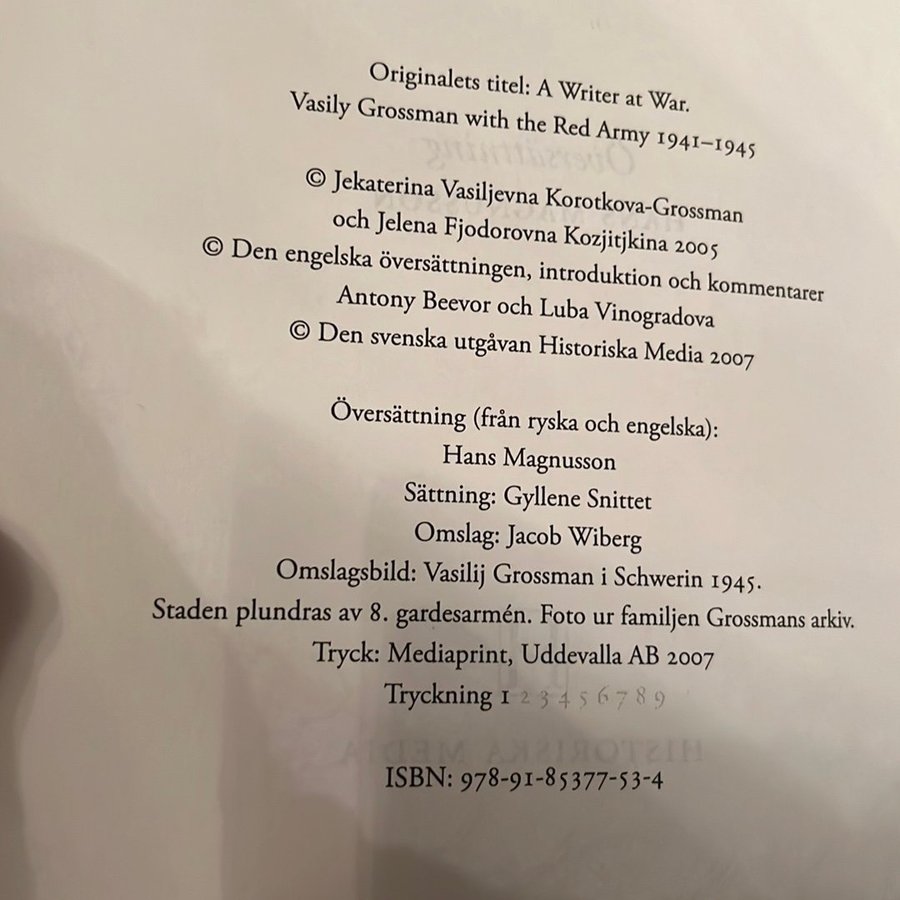 Originalets titel: A Writer at War.
Vasily Grossman with the Red Army 1941–1945
© Jekaterina Vasiljevna Korotkova-Grossman
och Jelena Fjodorovna Kozjitjkina 2005
© Den engelska översättningen, introduktion och kommentarer
Antony Beevor och Luba Vinogradova
© Den svenska utgåvan Historiska Media 2007
Översättning (från ryska och engelska):
Hans Magnusson
Sättning: Gyllene Snittet
Omslag: Jacob Wiberg
Omslagsbild: Vasilij Grossman i Schwerin 1945.
Staden plundras av 8. gardesarmén. Foto ur familjen Grossmans arkiv.
Tryck: Mediaprint, Uddevalla AB 2007
Tryckning 1 2 3 4 5 6 7 8 9
ISBN: 978-91-85377-53-4